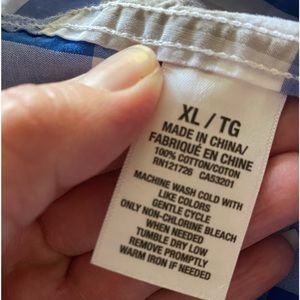 XL / TG
MADE IN CHINA/
FABRIQUÉ EN CHINE
100% COTTON/COTON
RN121726 CA53201
MACHINE WASH COLD WITH
LIKE COLORS
GENTLE CYCLE
ONLY NON-CHLORINE BLEACH
WHEN NEEDED
TUMBLE DRY LOW
REMOVE PROMPTLY
WARM IRON IF NEEDED